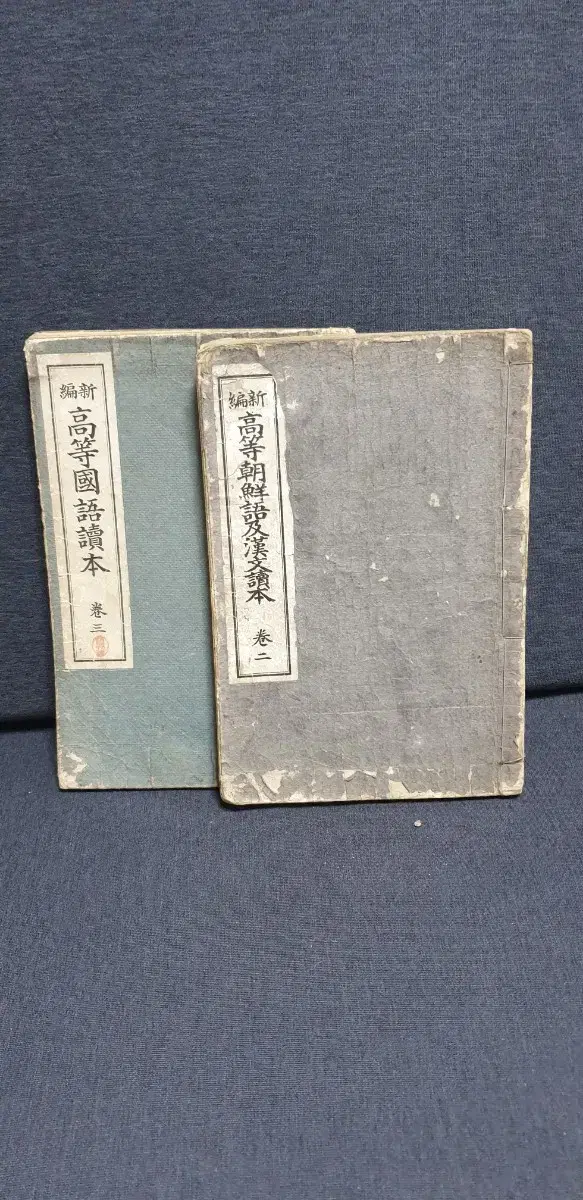 新編
高等國語讀本
卷三
新編
高等朝鮮語及漢文讀本
卷二